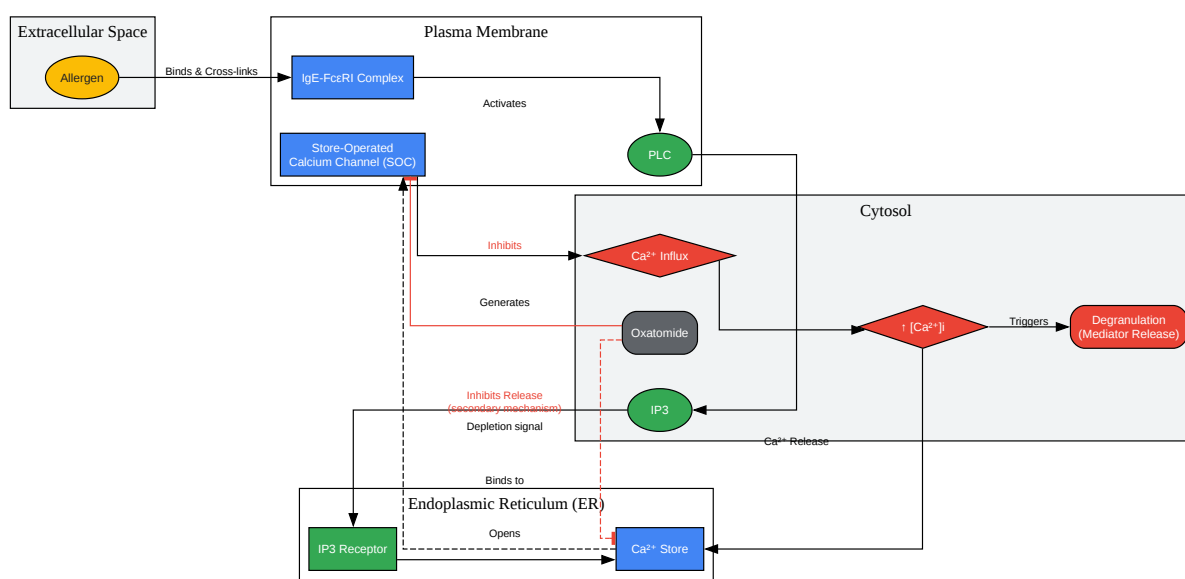 Extracellular Space
Plasma Membrane
Allergen
Binds & Cross-links
IgE-FcεRI Complex
Activates
Store-Operated
Calcium Channel (SOC)
PLC
Cytosol
Inhibits
Ca²⁺ Influx
Generates
Oxatomide
↑ [Ca²⁺]i
Triggers
Degranulation
(Mediator Release)
Inhibits Release
(secondary mechanism)
IP3
Depletion signal
Ca²⁺ Release
Binds to
Endoplasmic Reticulum (ER)
Opens
IP3 Receptor
Ca²⁺ Store